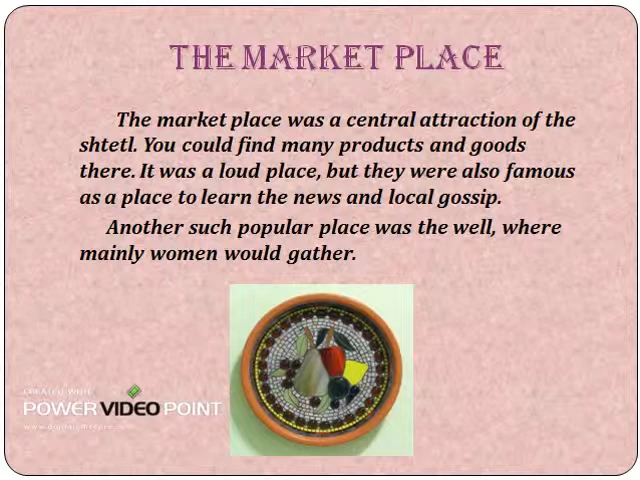 THE MARKET PLACE
The market place was a central attraction of the
shtetl. You could find many products and goods
there. It was a loud place, but they were also famous
as a place to learn the news and local gossip.
Another such popular place was the well, where
mainly women would gather.
CREATED WITH
POWER VIDEO POINT